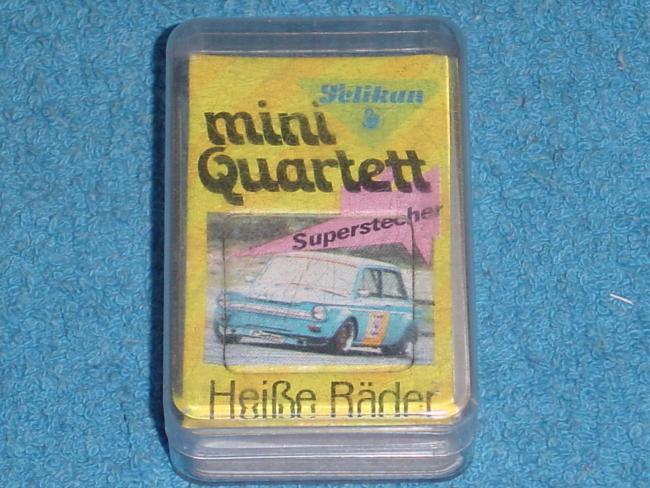 Pelikan
mini
Quartett
Superstecher
Heiße Räder